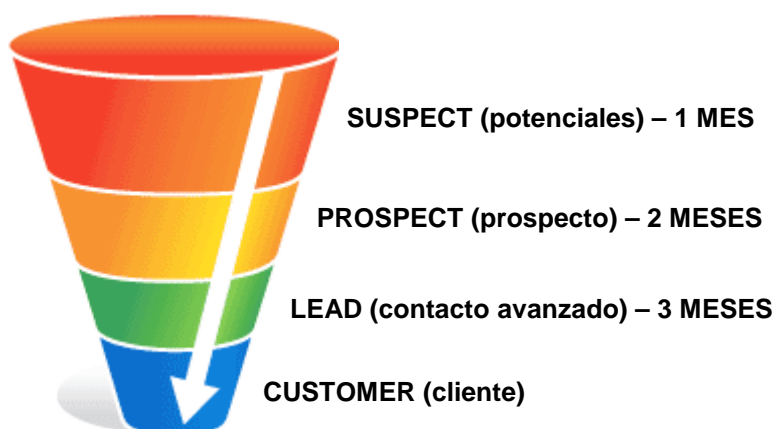 SUSPECT (potenciales) – 1 MES
PROSPECT (prospecto) – 2 MESES
LEAD (contacto avanzado) – 3 MESES
CUSTOMER (cliente)